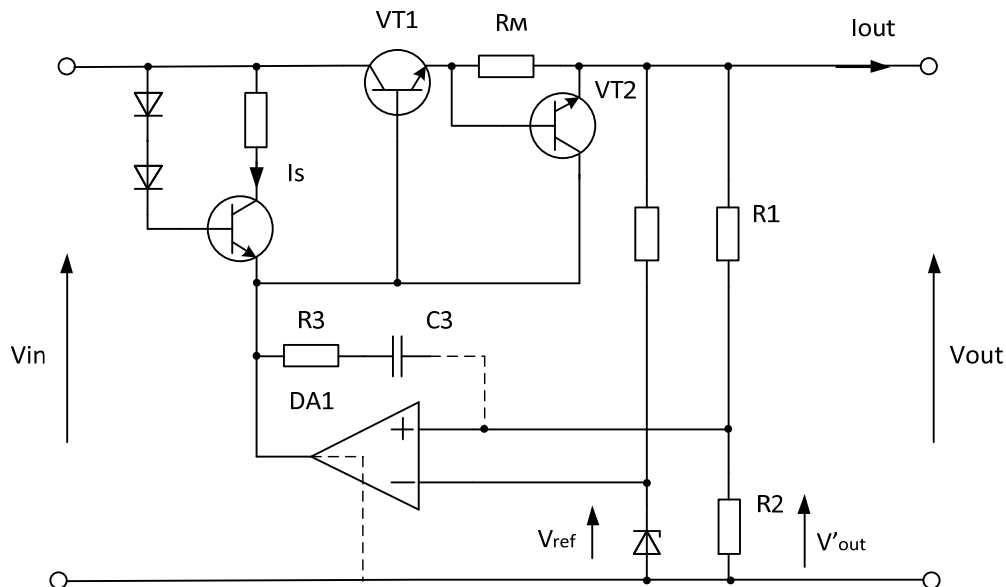 VT1
Rм
Iout
VT2
Is
R1
R3
C3
Vin
Vout
DA1
+
−
R2
Vref
V'out